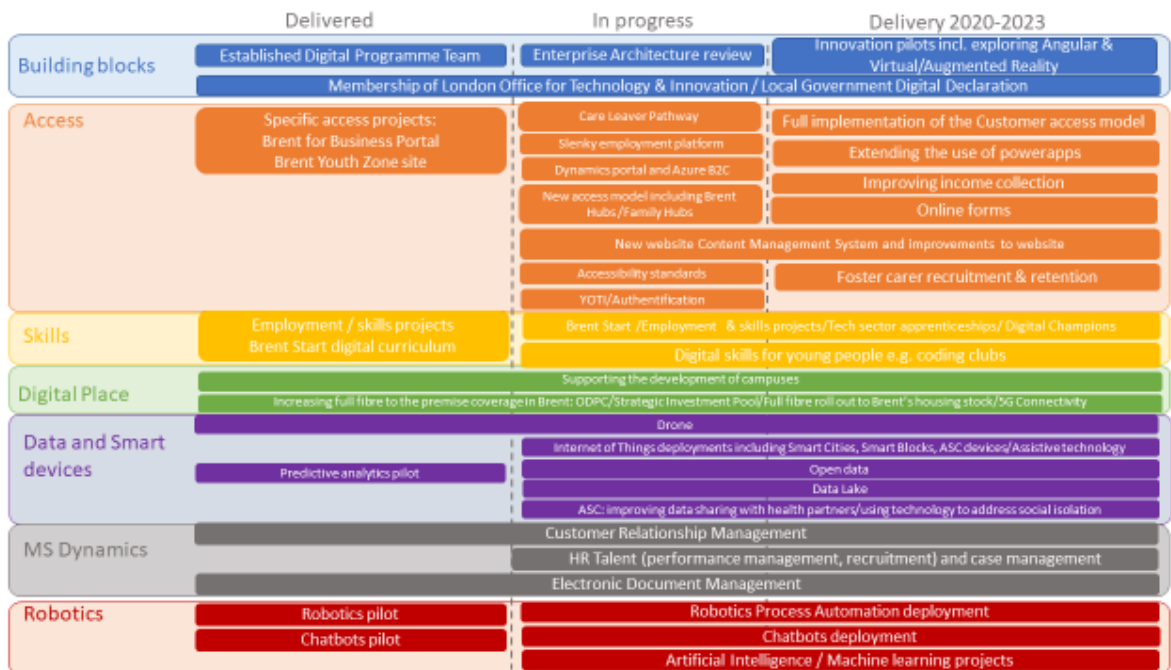 Delivered
In progress
Delivery 2020-2023
Building blocks
Established Digital Programme Team
Enterprise Architecture review
Innovation pilots incl. exploring Angular &
Virtual/Augmented Reality
Membership of London Office for Technology & Innovation / Local Government Digital Declaration
Access
Specific access projects:
Brent for Business Portal
Brent Youth Zone site
Care Leaver Pathway
Slenky employment platform
Dynamics portal and Azure B2C
New access model including Brent
Hubs /Family Hubs
Full implementation of the Customer access model
Extending the use of powerapps
Improving income collection
Online forms
New website Content Management System and improvements to website
Accessibility standards
YOTI/Authentification
Foster carer recruitment & retention
Skills
Employment / skills projects
Brent Start digital curriculum
Brent Start /Employment & skills projects/Tech sector apprenticeships/ Digital Champions
Digital skills for young people e.g. coding clubs
Digital Place
Supporting the development of campuses
Increasing full fibre to the premise coverage in Brent: ODPC/Strategic Investment Pool/Full fibre roll out to Brent's housing stock/5G Connectivity
Data and Smart
devices
Drone
Internet of Things deployments including Smart Cities, Smart Blocks, ASC devices/Assistive technology
Predictive analytics pilot
Open data
Data Lake
ASC: improving data sharing with health partners/using technology to address social isolation
MS Dynamics
Customer Relationship Management
HR Talent (performance management, recruitment) and case management
Electronic Document Management
Robotics
Robotics pilot
Chatbots pilot
Robotics Process Automation deployment
Chatbots deployment
Artificial Intelligence / Machine learning projects